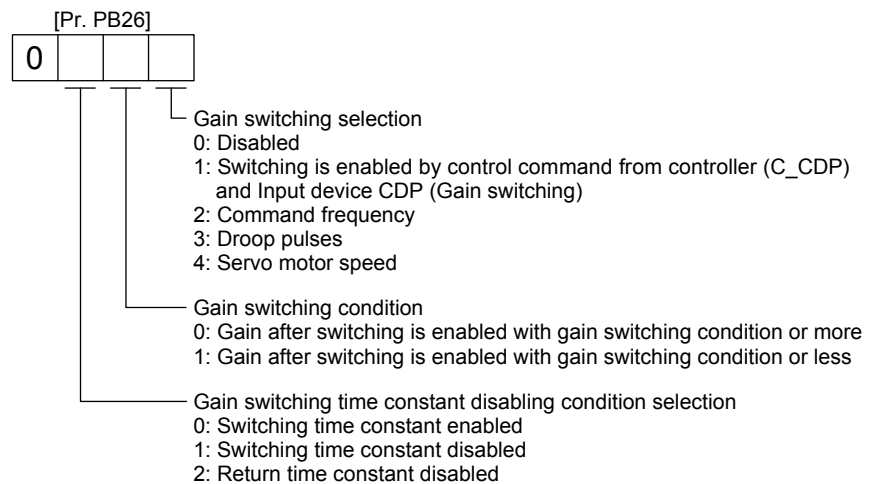 [Pr. PB26]
0
Gain switching selection
0: Disabled
1: Switching is enabled by control command from controller (C_CDP)
and Input device CDP (Gain switching)
2: Command frequency
3: Droop pulses
4: Servo motor speed
Gain switching condition
0: Gain after switching is enabled with gain switching condition or more
1: Gain after switching is enabled with gain switching condition or less
Gain switching time constant disabling condition selection
0: Switching time constant enabled
1: Switching time constant disabled
2: Return time constant disabled